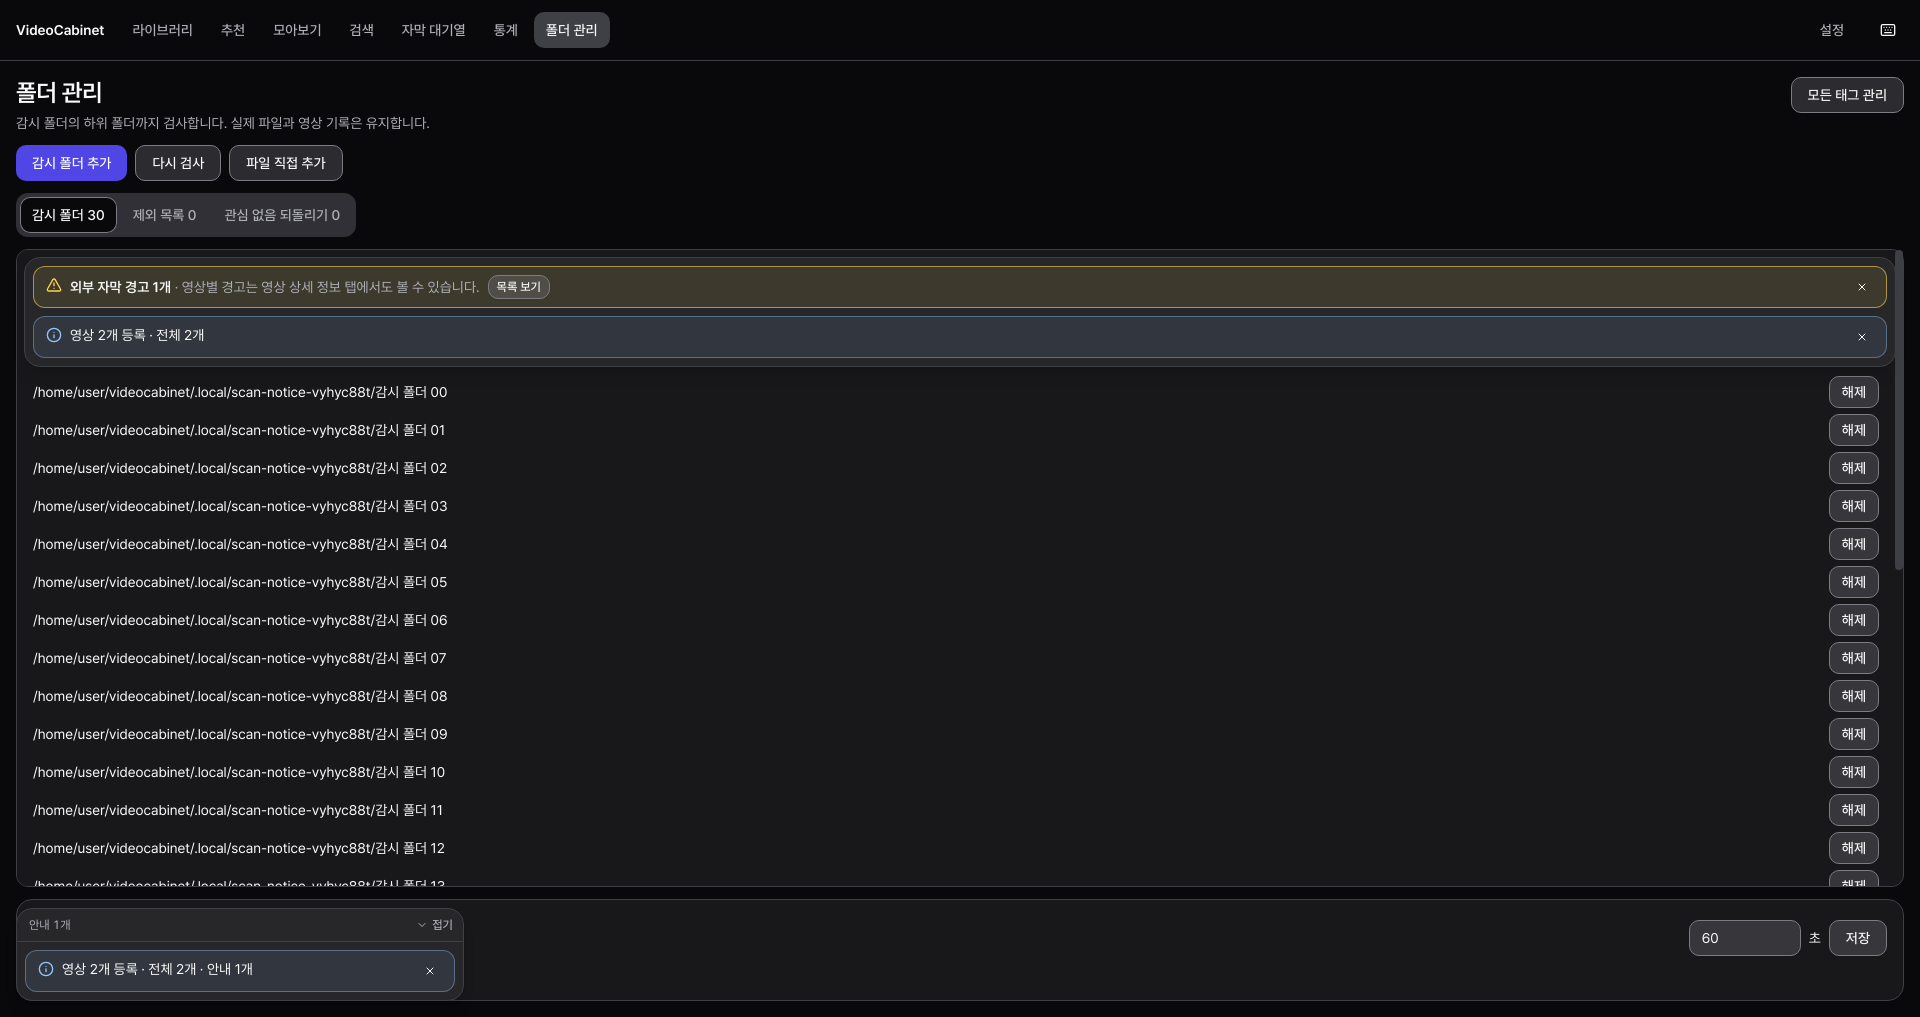 VideoCabinet 라이브러리 추천 모아보기 검색 자막 대기열 통계 폴더 관리 설정
폴더 관리
모든 태그 관리
감시 폴더의 하위 폴더까지 검사합니다. 실제 파일과 영상 기록은 유지합니다.
감시 폴더 추가 다시 검사 파일 직접 추가
감시 폴더 30 제외 목록 0 관심 없음 되돌리기 0
외부 자막 경고 1개 · 영상별 경고는 영상 상세 정보 탭에서도 볼 수 있습니다. 목록 보기
영상 2개 등록 · 전체 2개
/home/user/videocabinet/.local/scan-notice-vyhyc88t/감시 폴더 00 해제
/home/user/videocabinet/.local/scan-notice-vyhyc88t/감시 폴더 01 해제
/home/user/videocabinet/.local/scan-notice-vyhyc88t/감시 폴더 02 해제
/home/user/videocabinet/.local/scan-notice-vyhyc88t/감시 폴더 03 해제
/home/user/videocabinet/.local/scan-notice-vyhyc88t/감시 폴더 04 해제
/home/user/videocabinet/.local/scan-notice-vyhyc88t/감시 폴더 05 해제
/home/user/videocabinet/.local/scan-notice-vyhyc88t/감시 폴더 06 해제
/home/user/videocabinet/.local/scan-notice-vyhyc88t/감시 폴더 07 해제
/home/user/videocabinet/.local/scan-notice-vyhyc88t/감시 폴더 08 해제
/home/user/videocabinet/.local/scan-notice-vyhyc88t/감시 폴더 09 해제
/home/user/videocabinet/.local/scan-notice-vyhyc88t/감시 폴더 10 해제
/home/user/videocabinet/.local/scan-notice-vyhyc88t/감시 폴더 11 해제
/home/user/videocabinet/.local/scan-notice-vyhyc88t/감시 폴더 12 해제
/home/user/videocabinet/.local/scan-notice-vyhyc88t/감시 폴더 13 해제
안내 1개 접기
영상 2개 등록 · 전체 2개 · 안내 1개
60 초 저장